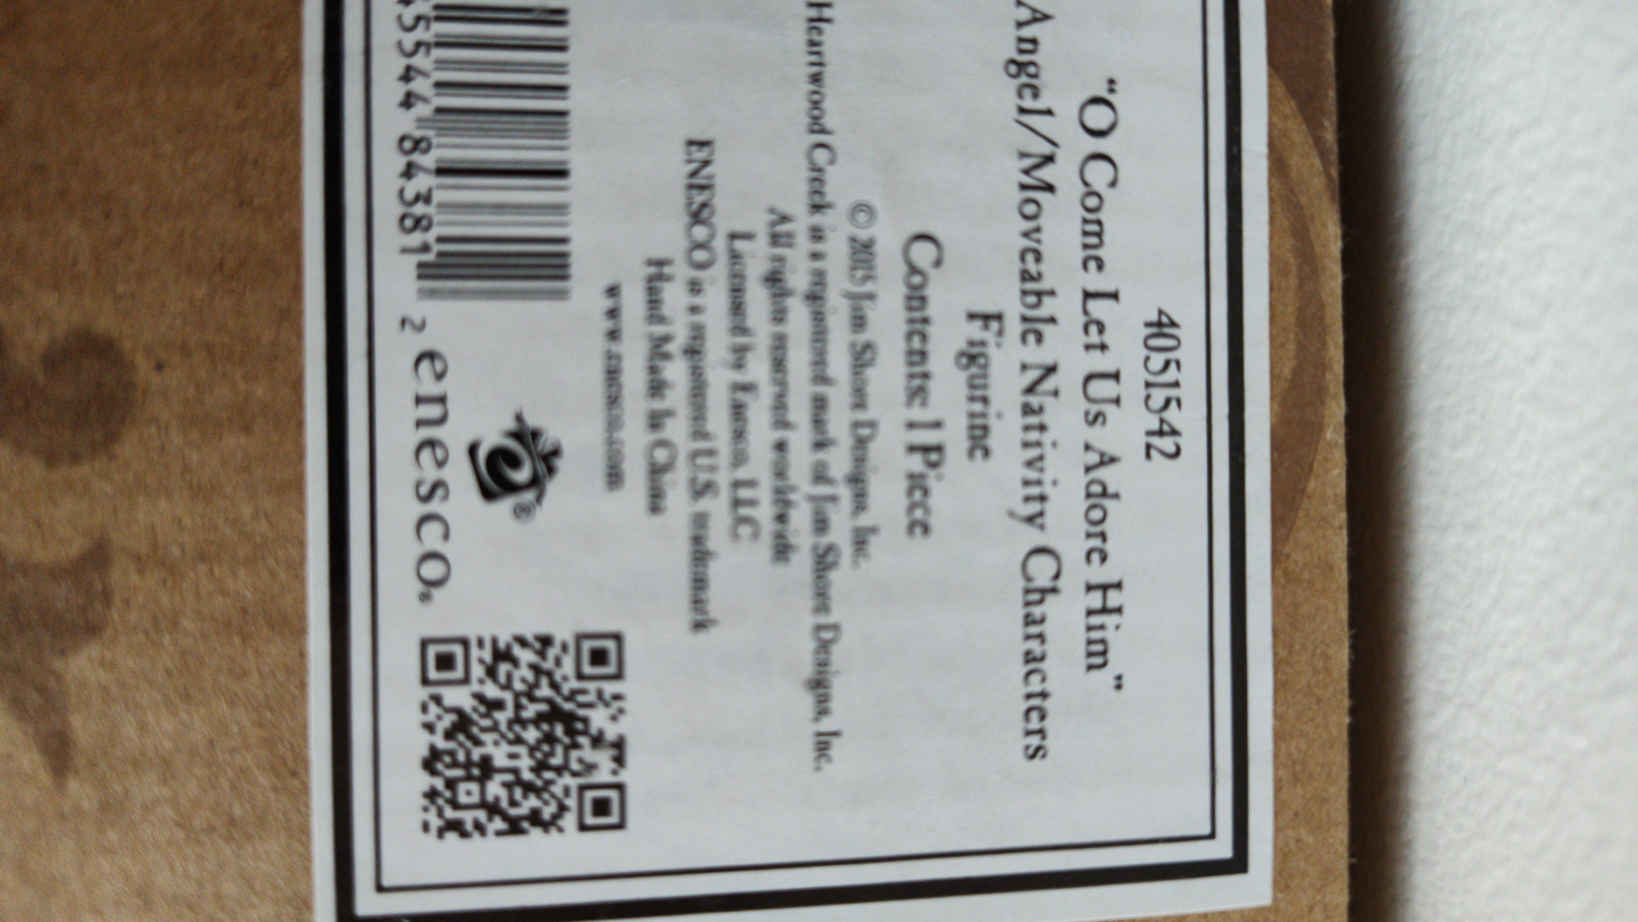 4051542
"O Come Let Us Adore Him"
Angel/Moveable Nativity Characters
Figurine
Contents: 1 Piece
© 2015 Jim Shore Designs, Inc.
Heartwood Creek is a registered mark of Jim Shore Designs, Inc.
All rights reserved worldwide
Licensed by Enesco, LLC
ENESCO is a registered U.S. trademark
Hand Made In China
www.enesco.com
45544 84381 2
enesco.